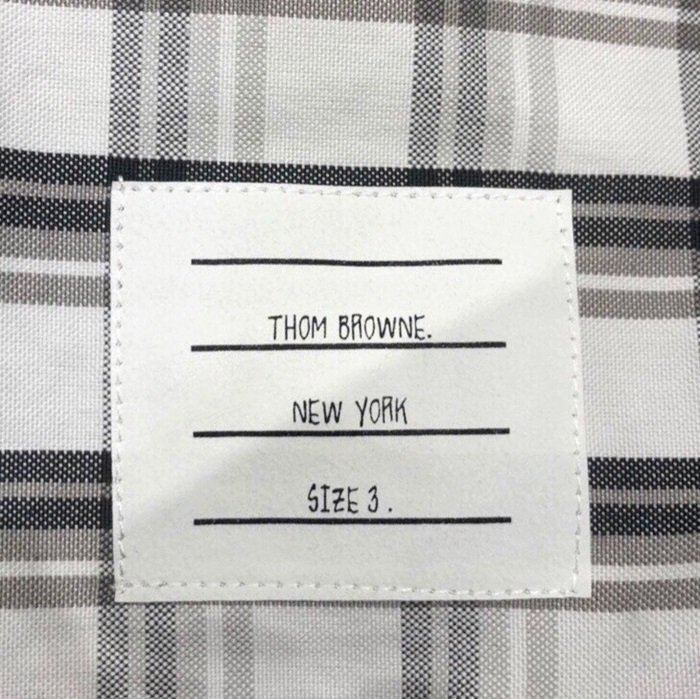 THOM BROWNE.
NEW YORK
SIZE 3.